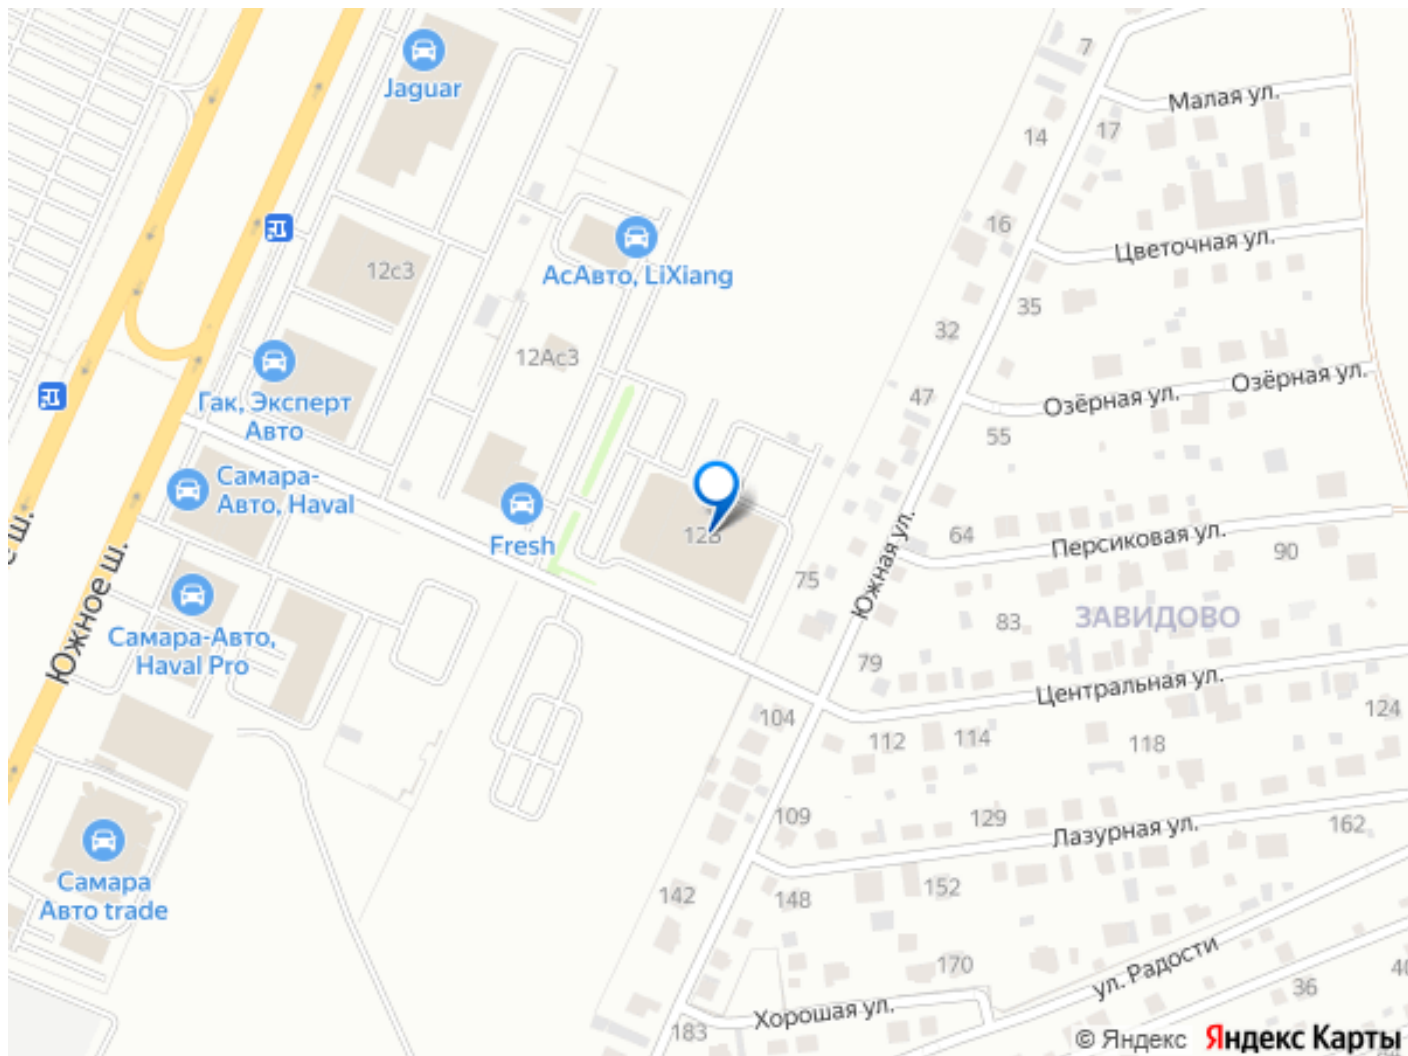 7
Jaguar
Малая ул.
17
14
16
Цветочная ул.
АсАвто, LiXiang
12с3
35
32
12Ас3
47
Озёрная ул.
Озёрная ул.
Гак, Эксперт
Авто
55
Самара-
Авто, Haval
Fresh
64
Персиковая ул.
90
Южная ул.
75
83
ЗАВИДОВО
Южное ш.
Самара-Авто,
Haval Pro
79
Центральная ул.
104
112
114
118
124
109
129
Лазурная ул.
162
Самара
Авто trade
142
148
152
170
ул. Радости
36
183
Хорошая ул.
© Яндекс Яндекс Карты